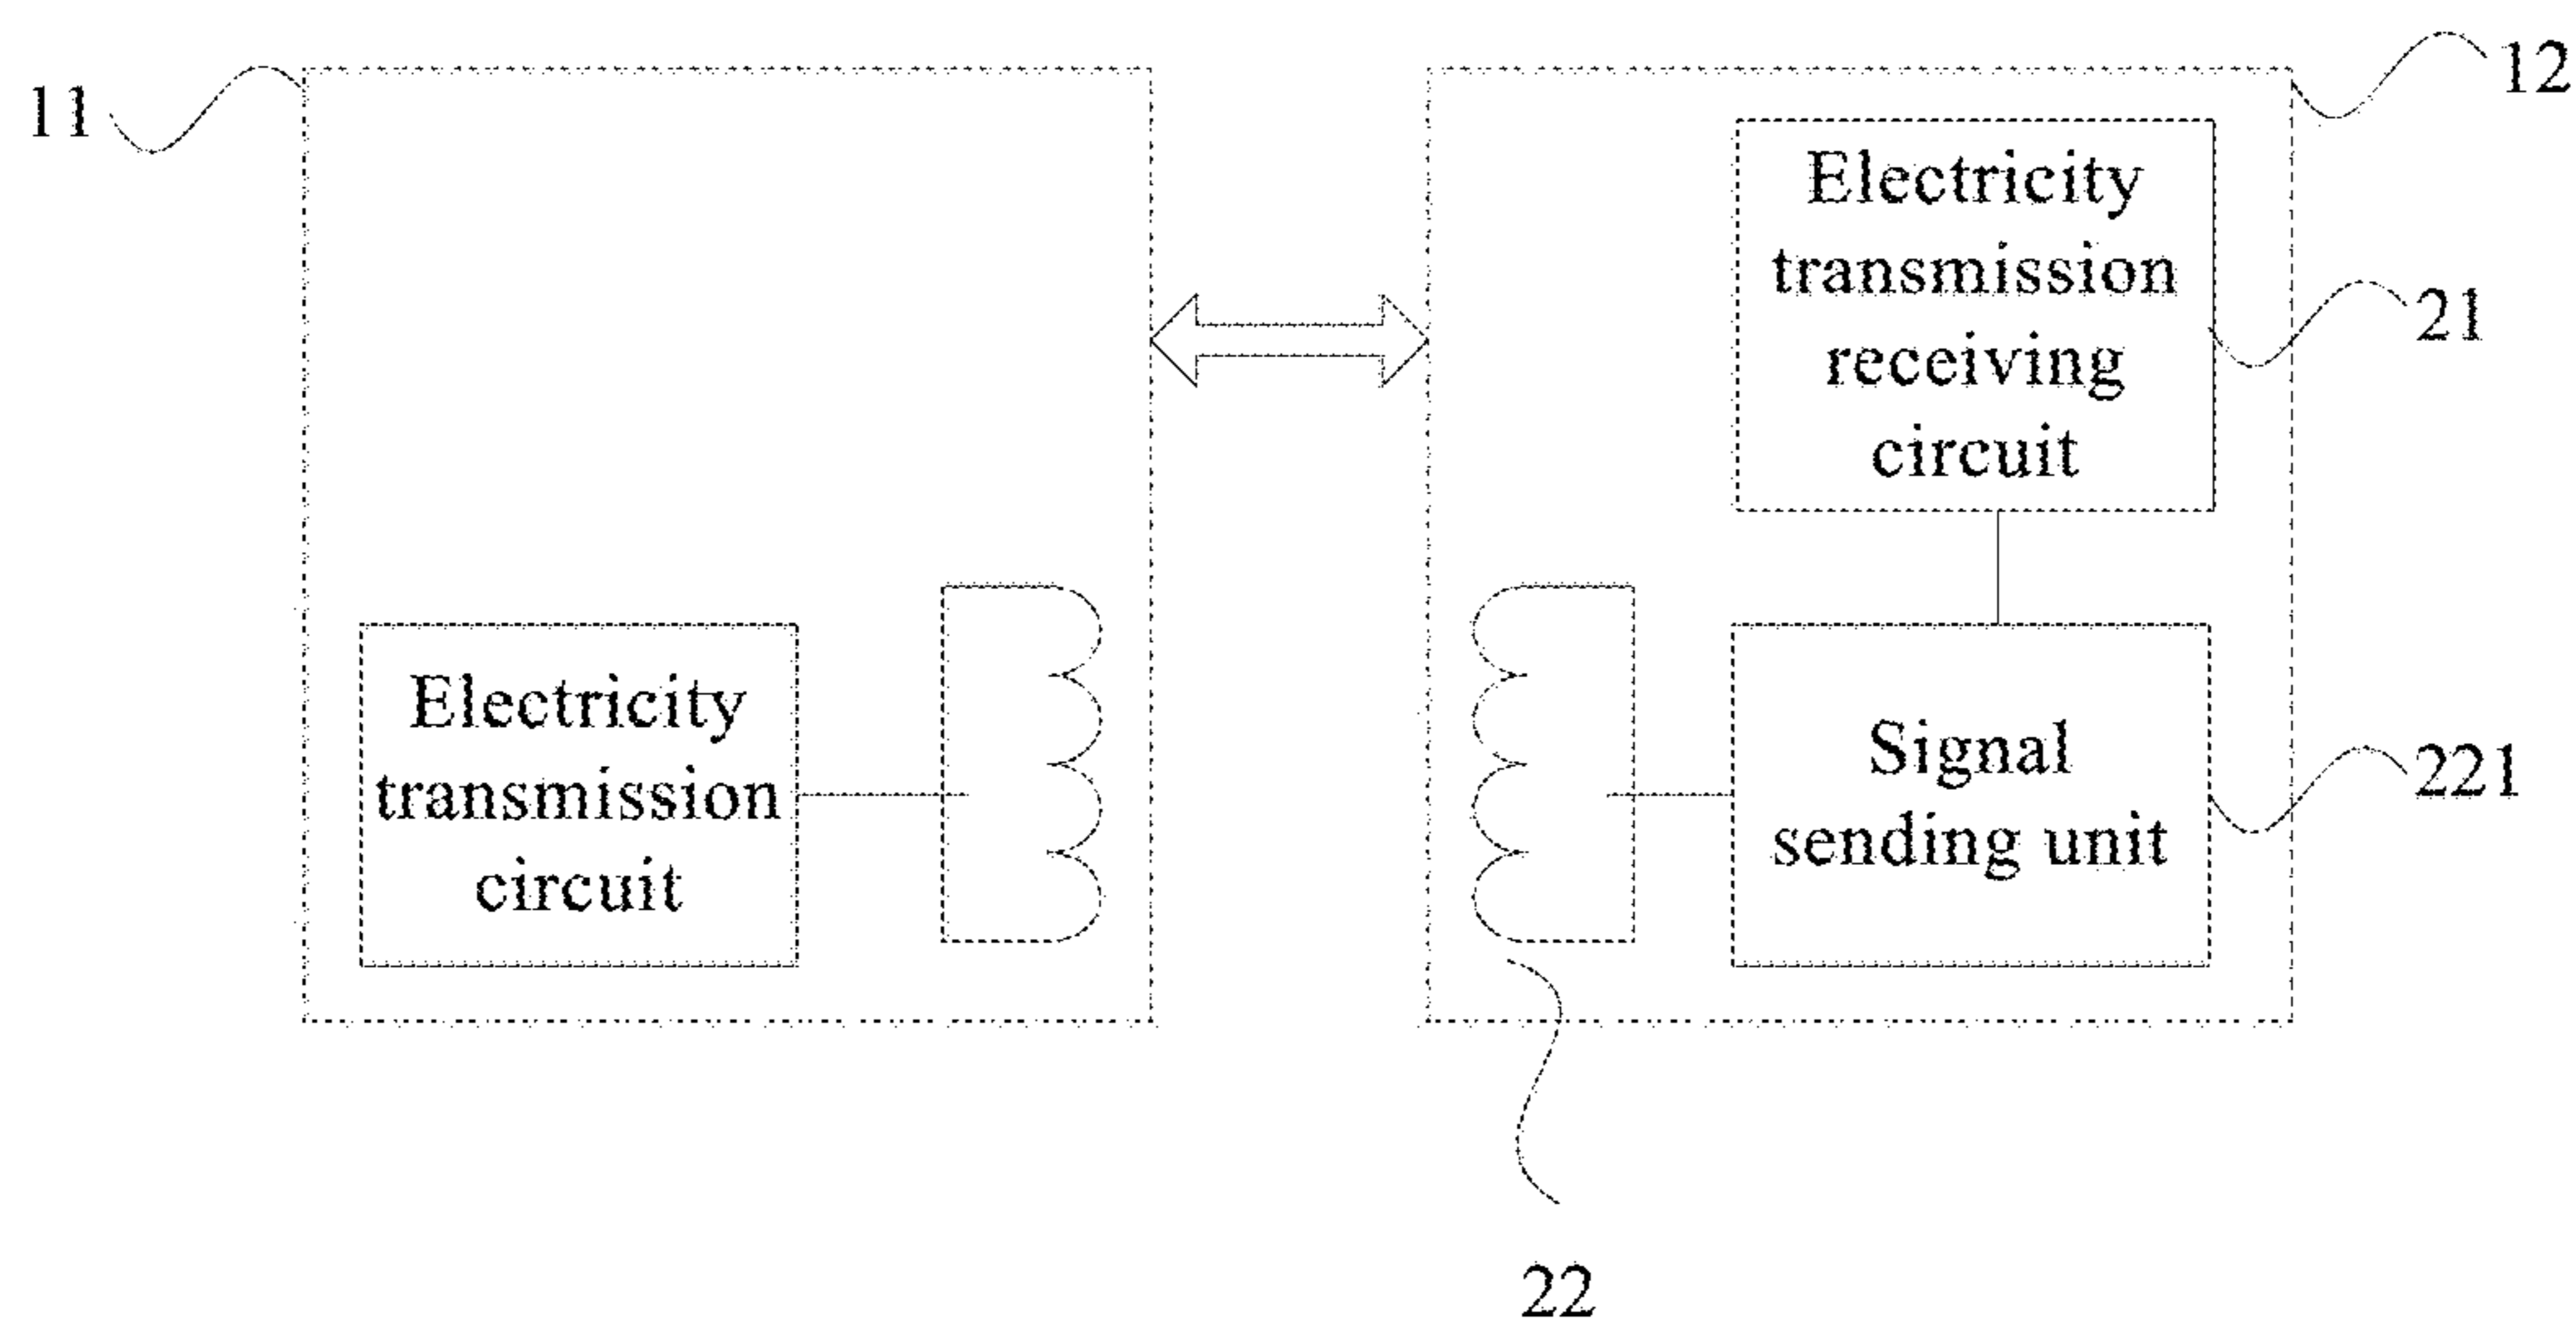 11
12
Electricity
transmission
receiving
circuit
21
Electricity
transmission
circuit
Signal
sending unit
221
22